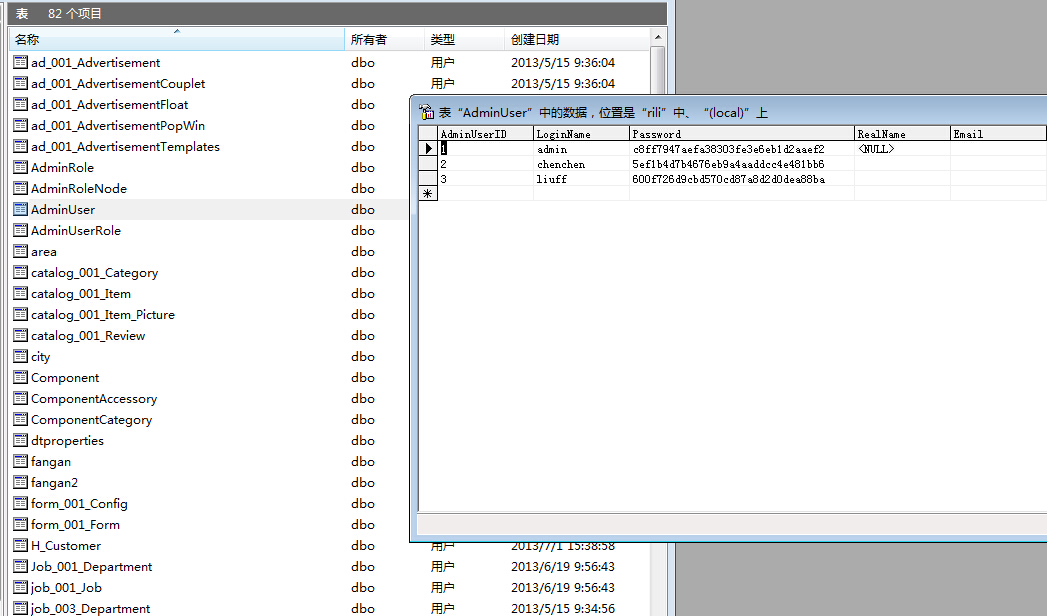 表 82 个项目
名称 所有者 类型 创建日期
ad_001_Advertisement dbo 用户 2013/5/15 9:36:04
ad_001_AdvertisementCouplet dbo 用户 2013/5/15 9:36:04
ad_001_AdvertisementFloat dbo
ad_001_AdvertisementPopWin dbo
ad_001_AdvertisementTemplates dbo
AdminRole dbo
AdminRoleNode dbo
AdminUser dbo
AdminUserRole dbo
area dbo
catalog_001_Category dbo
catalog_001_Item dbo
catalog_001_Item_Picture dbo
catalog_001_Review dbo
city dbo
Component dbo
ComponentAccessory dbo
ComponentCategory dbo
dtproperties dbo
fangan dbo
fangan2 dbo
form_001_Config dbo
form_001_Form dbo
H_Customer dbo 用户 2013/7/1 15:38:58
Job_001_Department dbo 用户 2013/6/19 9:56:43
job_001_Job dbo 用户 2013/6/19 9:56:43
job_003_Department dbo 用户 2013/5/15 9:34:56
表“AdminUser”中的数据，位置是“rili”中、“(local)”上
AdminUserID LoginName Password RealName Email
1 admin c8ff7947aefa38303fe3e6eb1d2aaef2 <NULL>
2 chenchen 5ef1b4d7b4676eb9a4aaddcc4e481bb6
3 liuff 600f726d9cbd570cd87a8d2d0dea88ba